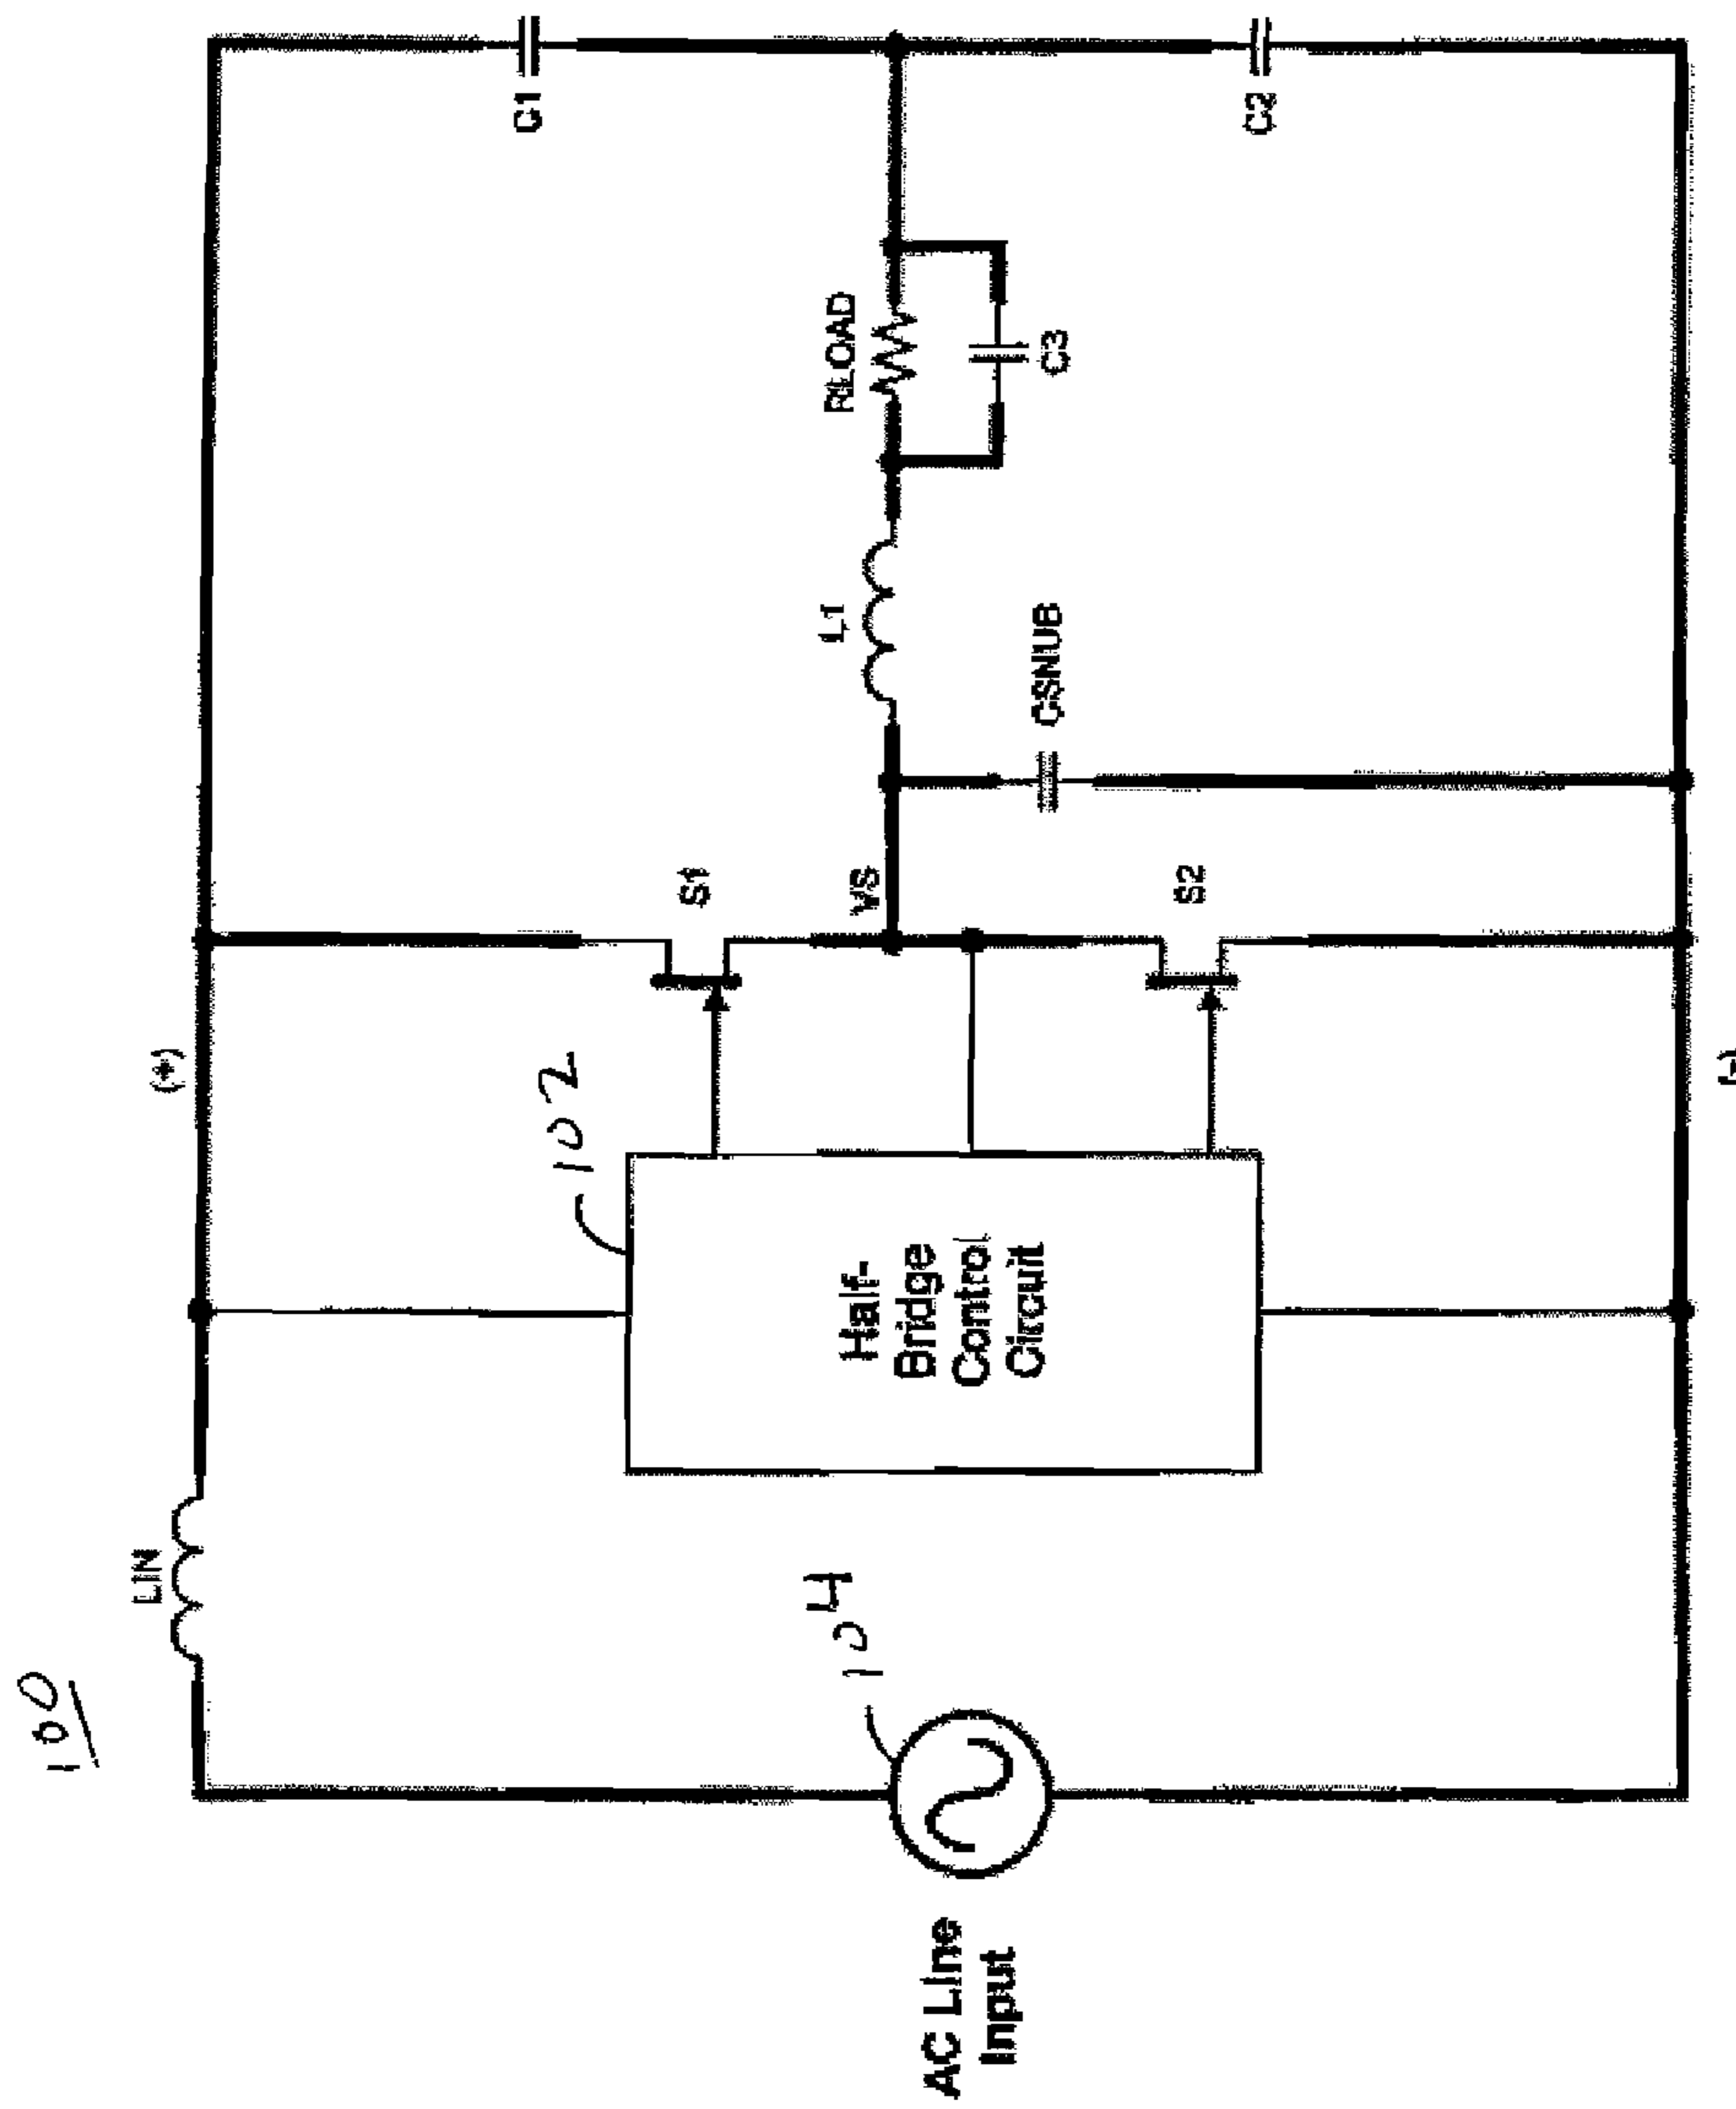 100
LIN
(+)
C1
102
S1
VS
L1
RLOAD
C3
CSNUB
S2
C2
Half-
Bridge
Control
Circuit
104
AC Line
Input
(-)